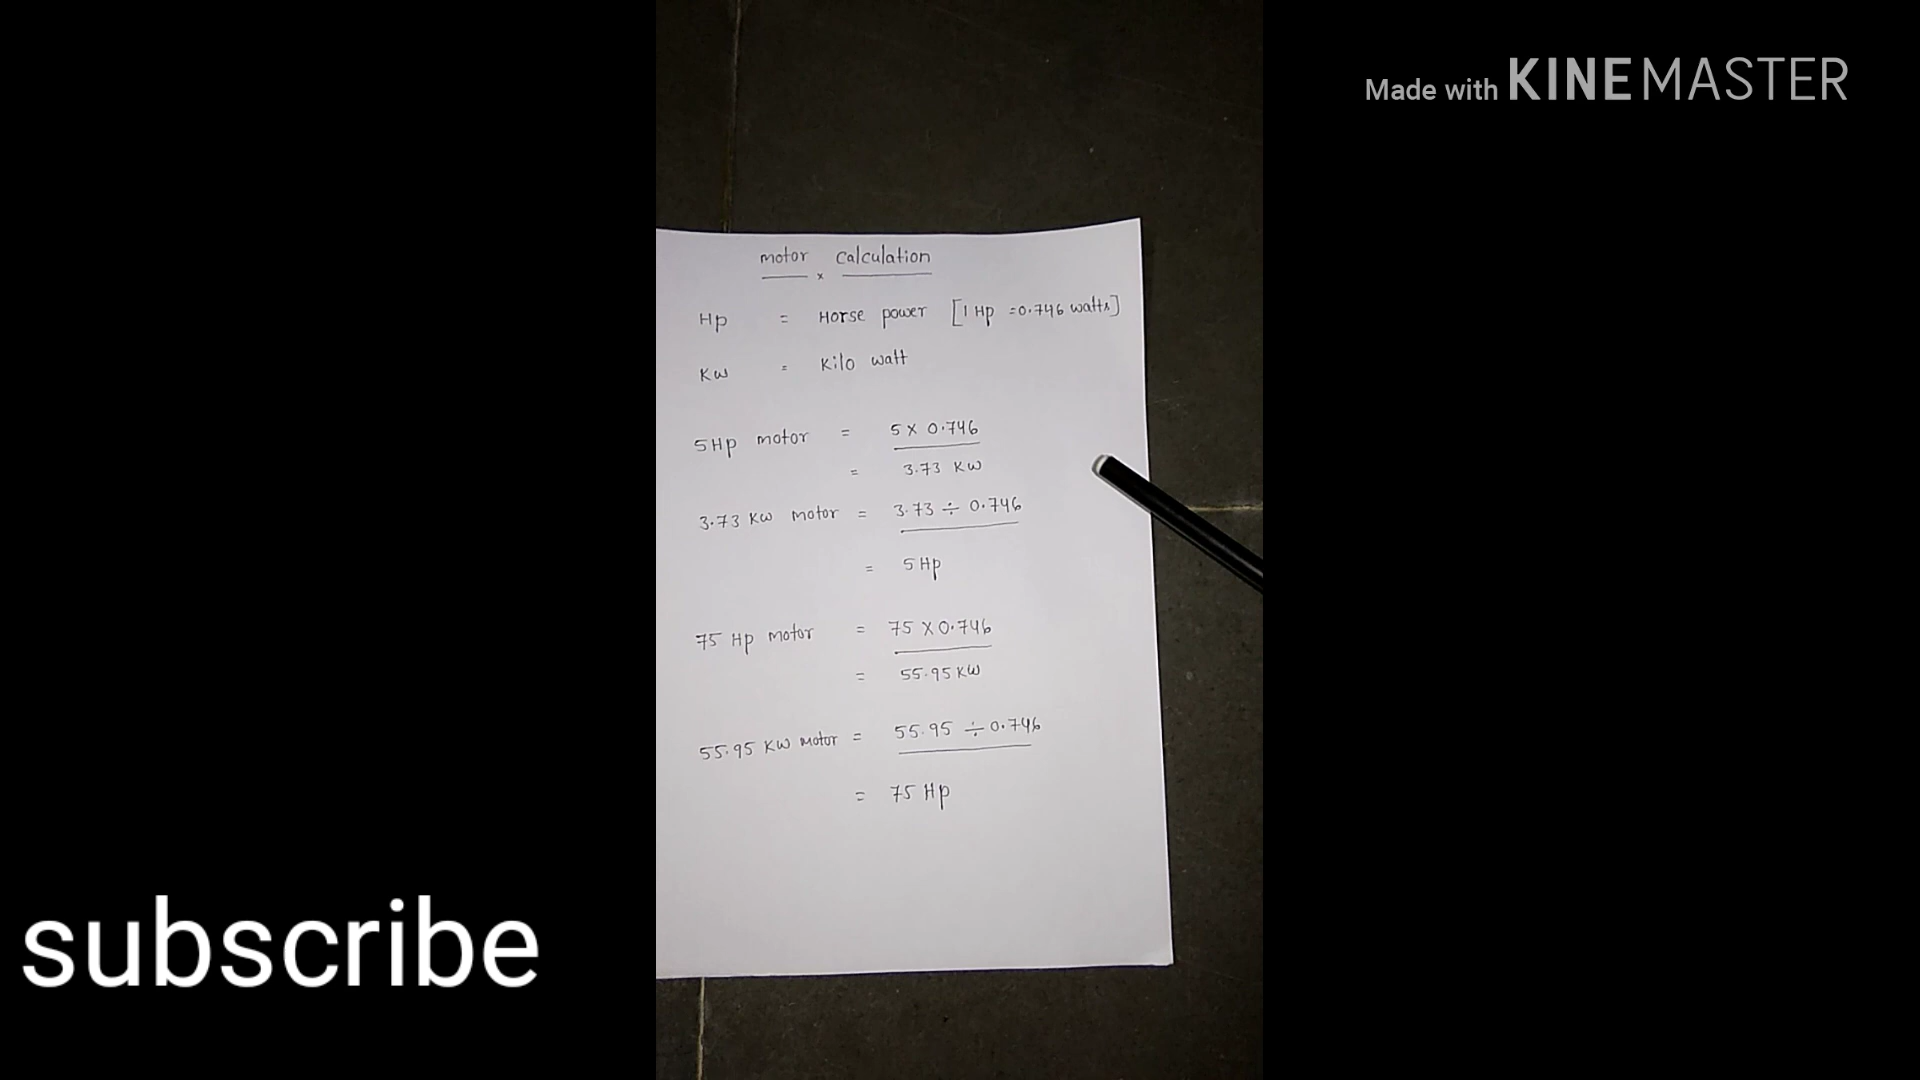 Made with KINEMASTER
motor calculation
x
Hp = Horse power [1 Hp = 0.746 watts]
Kw = Kilo watt
5 Hp motor = 5 x 0.746
= 3.73 Kw
3.73 Kw motor = 3.73 ÷ 0.746
= 5 Hp
75 Hp motor = 75 x 0.746
= 55.95 Kw
55.95 Kw motor = 55.95 ÷ 0.746
= 75 Hp
subscribe